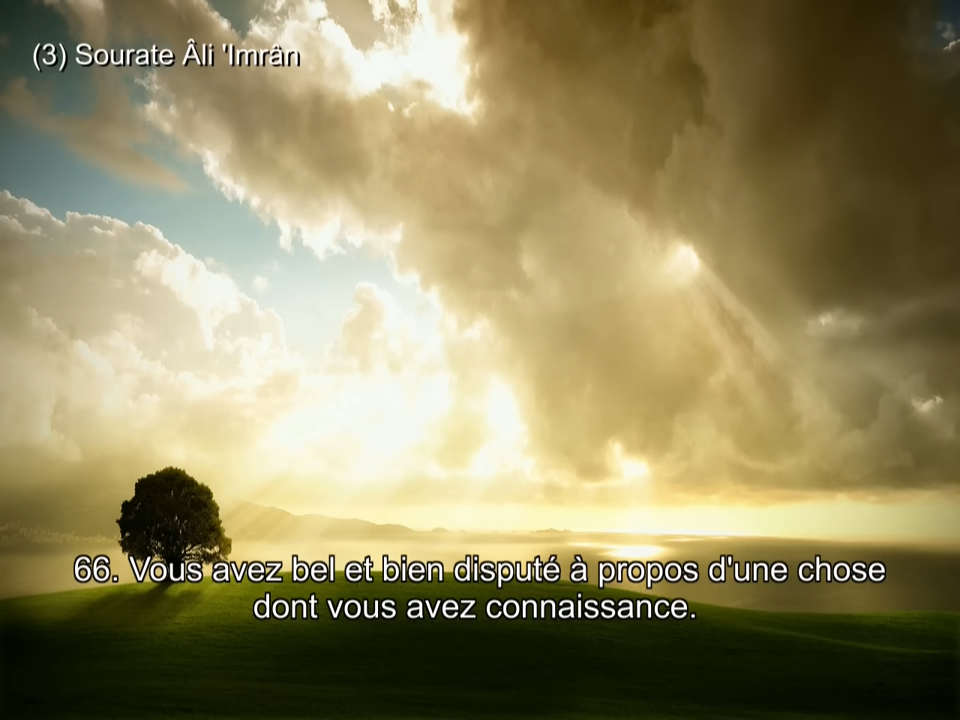 (3) Sourate Âli 'Imrân
66. Vous avez bel et bien disputé à propos d'une chose
dont vous avez connaissance.